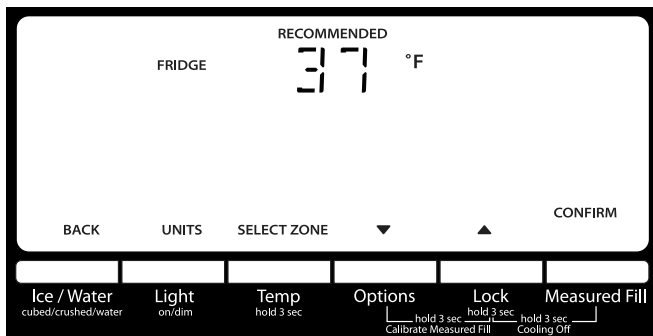 RECOMMENDED
FRIDGE 37 °F
CONFIRM
BACK UNITS SELECT ZONE ▼ ▲
Ice / Water Light Temp Options Lock Measured Fill
cubed/crushed/water on/dim hold 3 sec hold 3 sec
hold 3 sec hold 3 sec
Calibrate Measured Fill Cooling Off